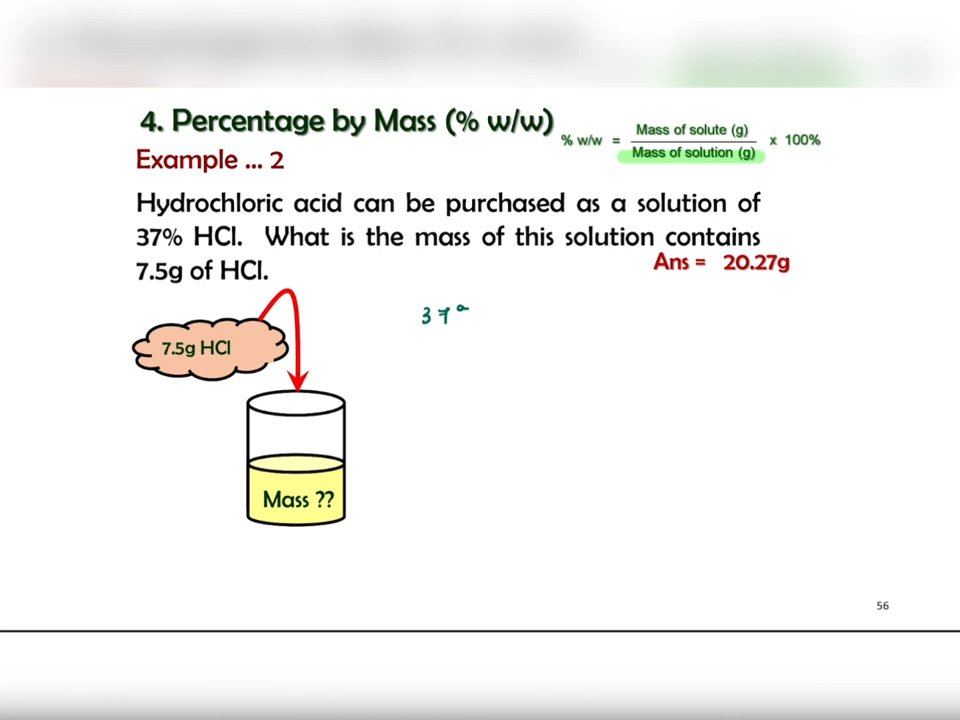 4. Percentage by Mass (% w/w)
% w/w = Mass of solute (g) / Mass of solution (g) x 100%
Example ... 2
Hydrochloric acid can be purchased as a solution of
37% HCl. What is the mass of this solution contains
7.5g of HCl.
Ans = 20.27g
37
7.5g HCl
Mass ??
56